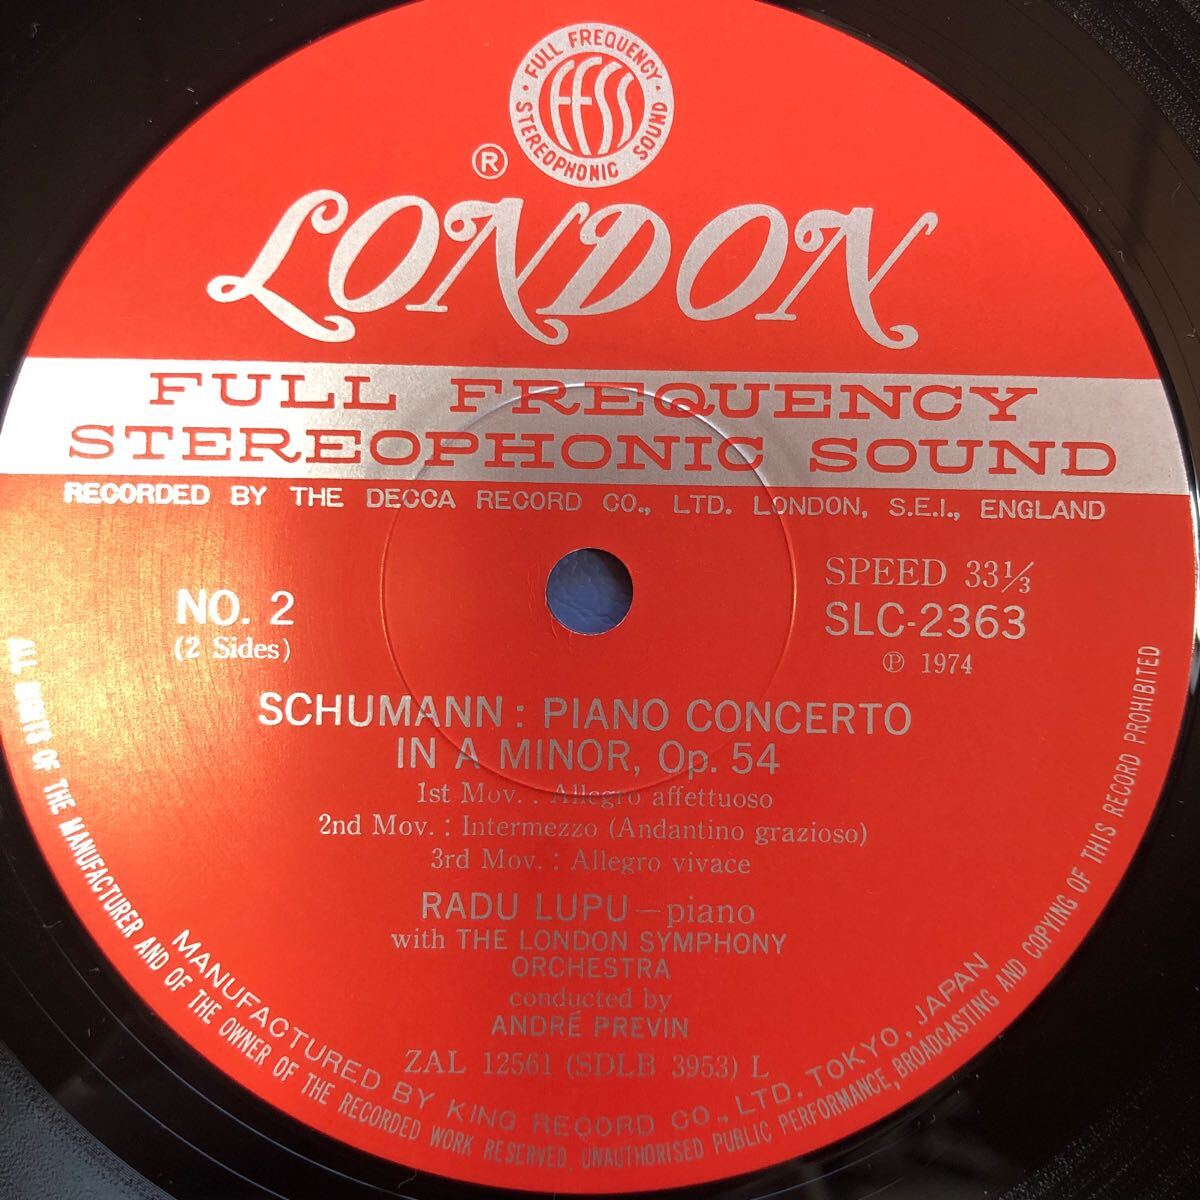 FULL FREQUENCY
STEREOPHONIC SOUND
FFSS
®
LONDON
FULL FREQUENCY
STEREOPHONIC SOUND
RECORDED BY THE DECCA RECORD CO., LTD. LONDON, S.E.I., ENGLAND
SPEED 33⅓
NO. 2
SLC-2363
(2 Sides)
℗ 1974
SCHUMANN : PIANO CONCERTO
IN A MINOR, Op. 54
1st Mov. : Allegro affettuoso
2nd Mov. : Intermezzo (Andantino grazioso)
3rd Mov. : Allegro vivace
RADU LUPU—piano
with THE LONDON SYMPHONY
ORCHESTRA
conducted by
ANDRÉ PREVIN
ZAL 12561 (SDLB 3953) L
MANUFACTURED BY KING RECORD CO., LTD. TOKYO, JAPAN
ALL RIGHTS OF THE MANUFACTURER AND OF THE OWNER OF THE RECORDED WORK RESERVED, UNAUTHORISED PUBLIC PERFORMANCE, BROADCASTING AND COPYING OF THIS RECORD PROHIBITED